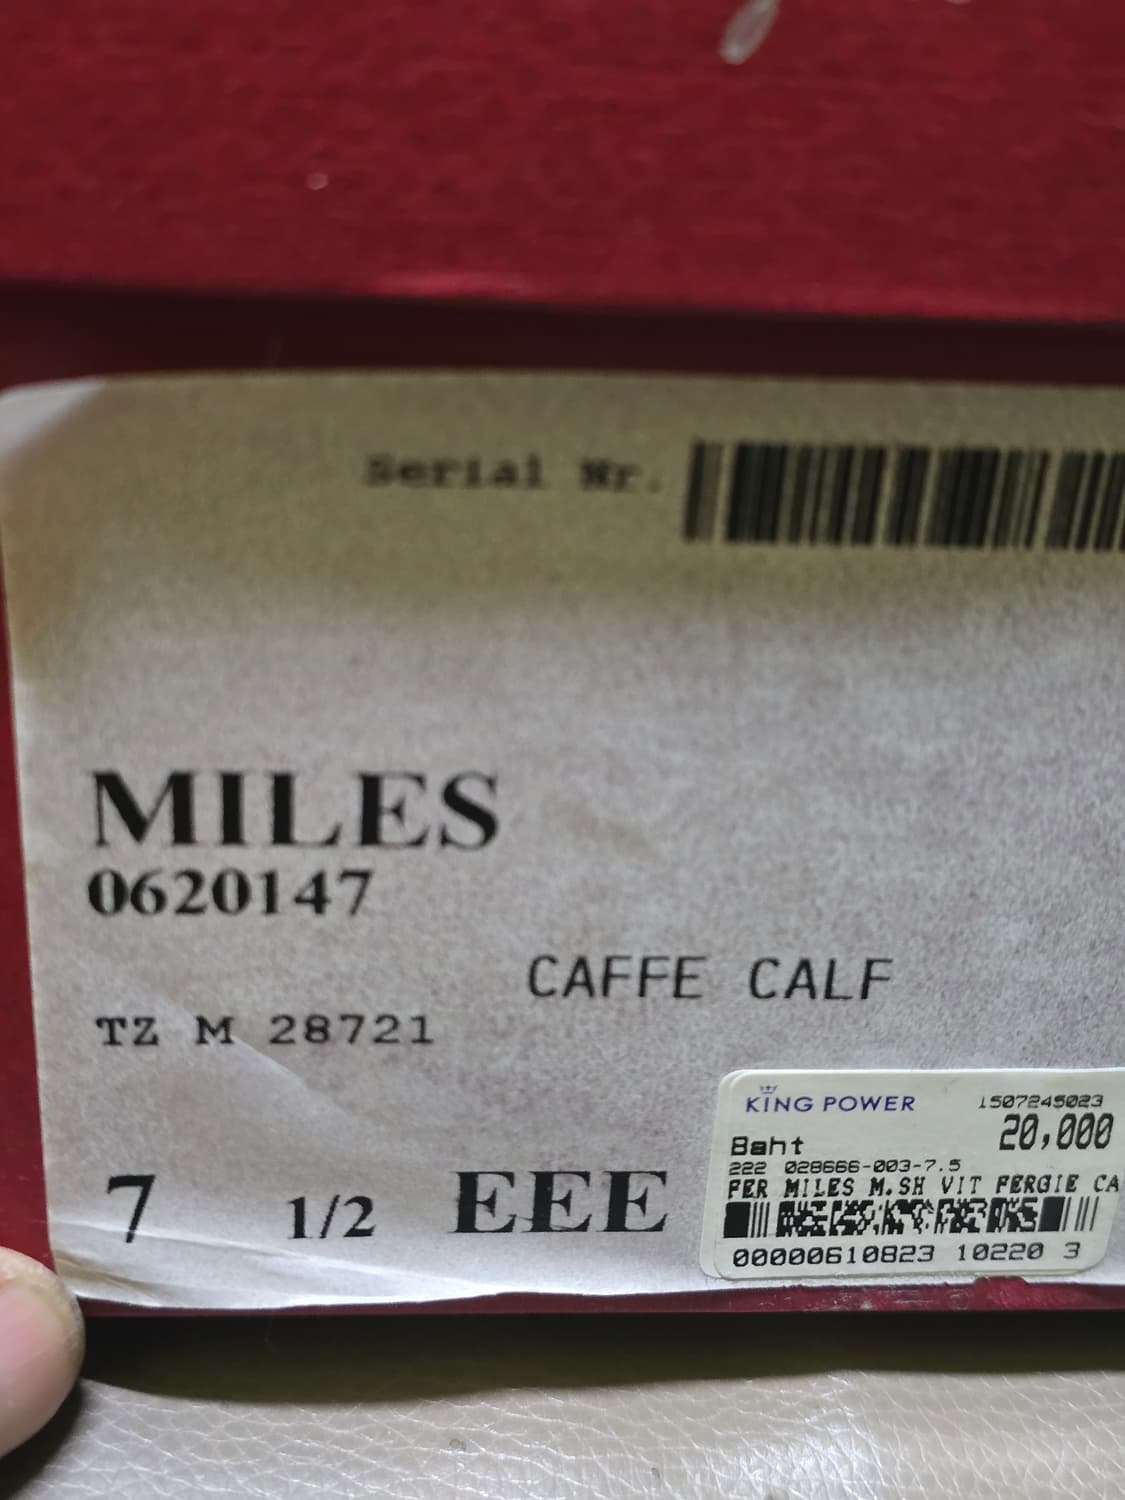 Serial Nr.
MILES
0620147
CAFFE CALF
TZ M 28721
7 1/2 EEE
KING POWER 1507245023
Baht 20,000
222 028666-003-7.5
FER MILES M.SH VIT FERGIE CA
00000610823 10220 3